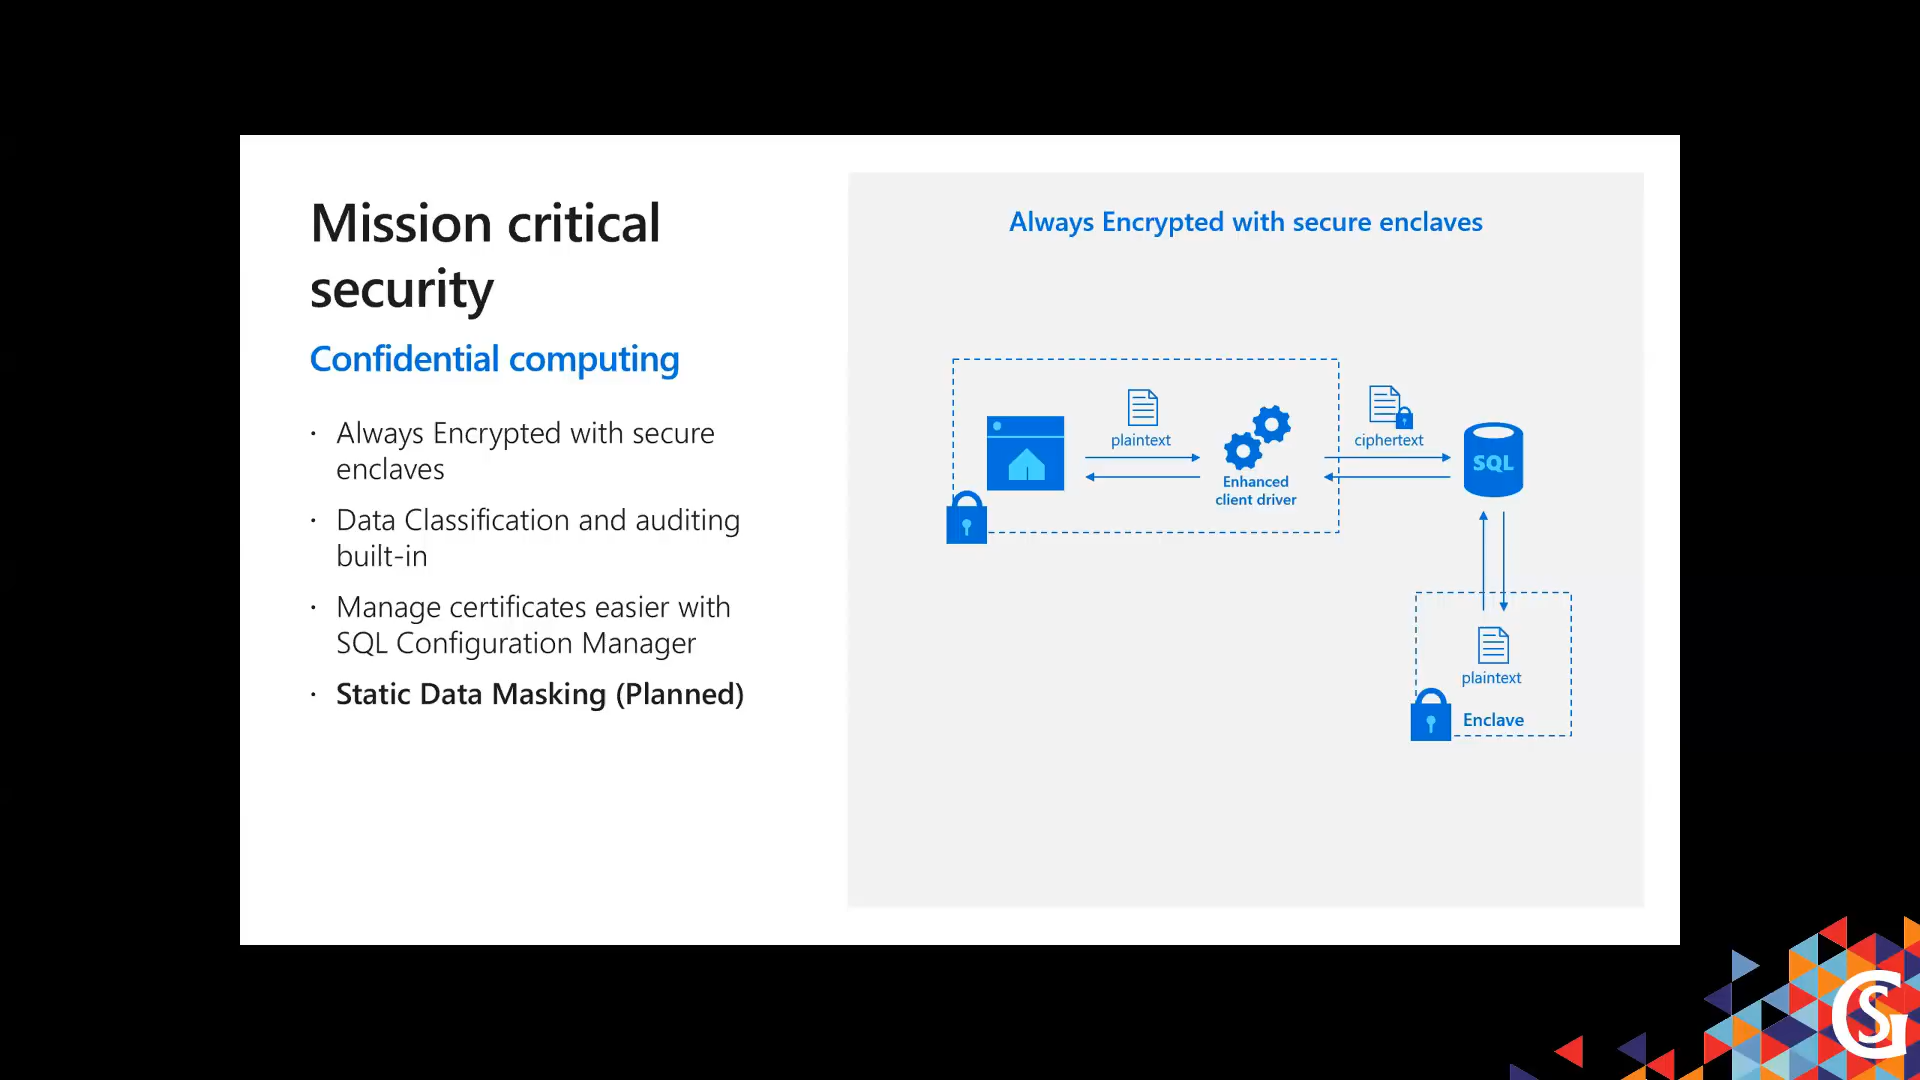 Mission critical
security
Confidential computing
· Always Encrypted with secure
enclaves
· Data Classification and auditing
built-in
· Manage certificates easier with
SQL Configuration Manager
· Static Data Masking (Planned)
Always Encrypted with secure enclaves
plaintext
Enhanced
client driver
ciphertext
SQL
plaintext
Enclave
GS